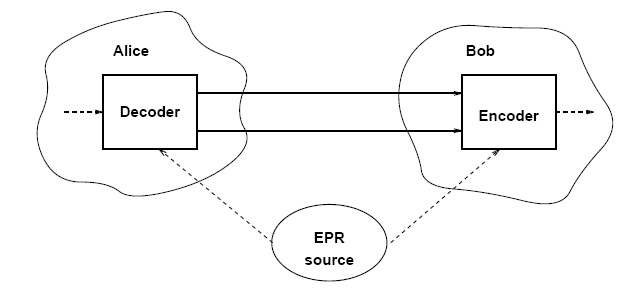 Alice
Bob
Decoder
Encoder
EPR
source